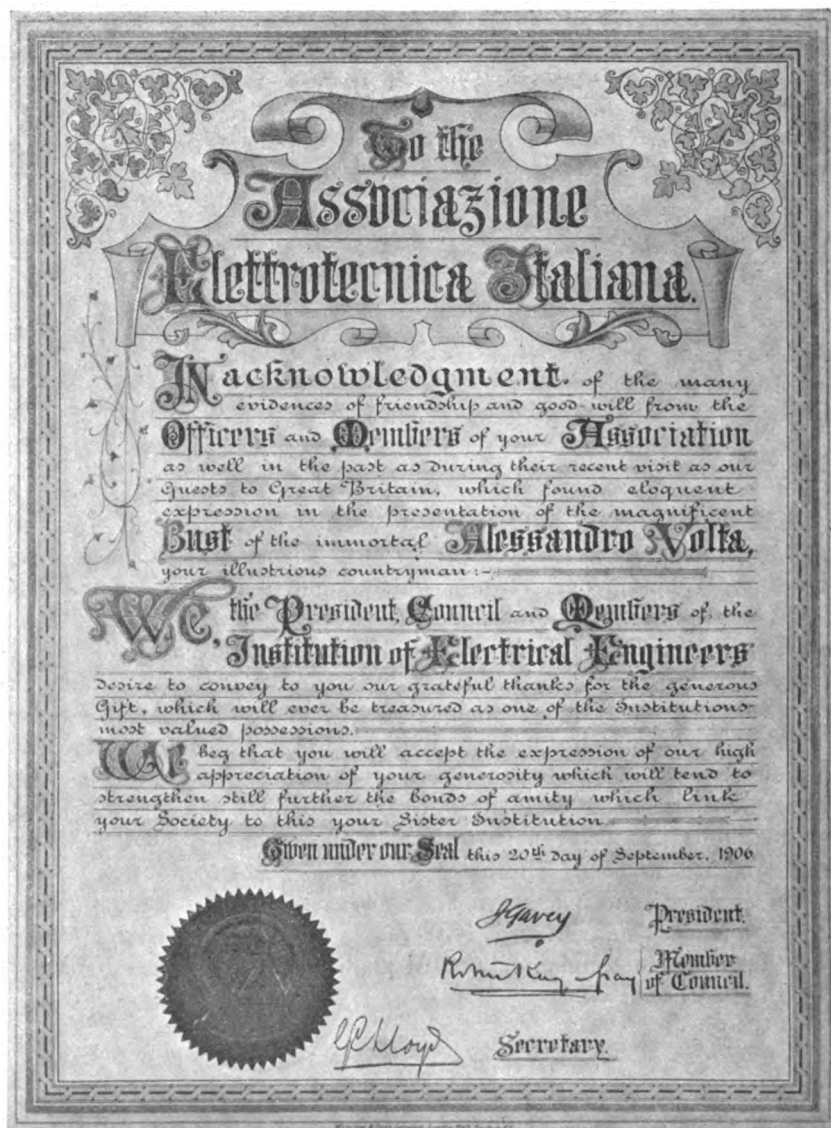 To the
Associazione
Elettrotecnica Italiana.
IN acknowledgment, of the many
evidences of friendship and good-will from the
Officers and Members of your Association
as well in the past as during their recent visit as our
Guests to Great Britain, which found eloquent
expression in the presentation of the magnificent
Bust of the immortal Alessandro Volta,
your illustrious countryman:-
We, the President, Council and Members of the
Institution of Electrical Engineers
desire to convey to you our grateful thanks for the generous
Gift, which will ever be treasured as one of the Institutions
most valued possessions.
We beg that you will accept the expression of our high
appreciation of your generosity which will tend to
strengthen still further the bonds of amity which link
your Society to this your Sister Institution
Given under our Seal this 20th day of September, 1906
J Gavey President.
Robert Kaye Gray Member
of Council.
G C Lloyd Secretary.